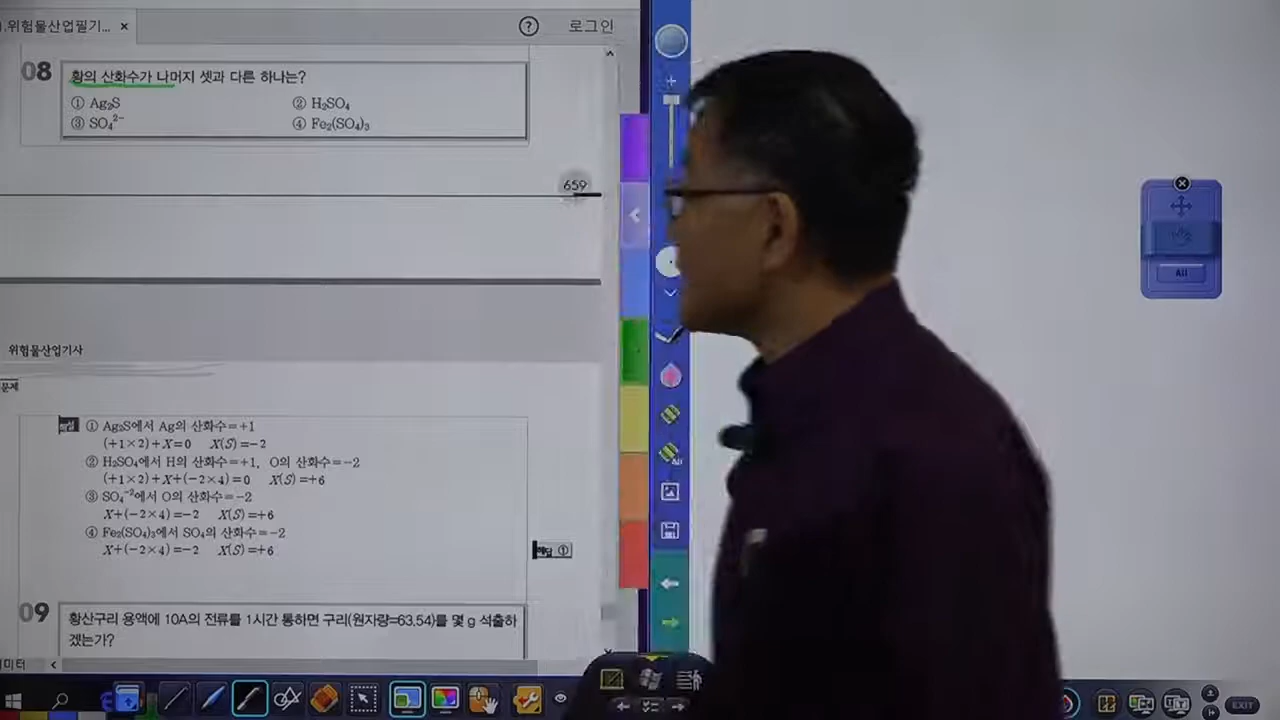 .위험물산업필기... ×
? 로그인
08 황의 산화수가 나머지 셋과 다른 하나는?
① Ag₂S ② H₂SO₄
③ SO₄²⁻ ④ Fe₂(SO₄)₃
659
위험물산업기사
문제
해설 ① Ag₂S에서 Ag의 산화수=+1
(+1×2)+X=0 X(S)=-2
② H₂SO₄에서 H의 산화수=+1, O의 산화수=-2
(+1×2)+X+(-2×4)=0 X(S)=+6
③ SO₄⁻²에서 O의 산화수=-2
X+(-2×4)=-2 X(S)=+6
④ Fe₂(SO₄)₃에서 SO₄의 산화수=-2
X+(-2×4)=-2 X(S)=+6
해답 ①
09 황산구리 용액에 10A의 전류를 1시간 통하면 구리(원자량=63.54)를 몇 g 석출하
겠는가?
미터
All
All
EXIT